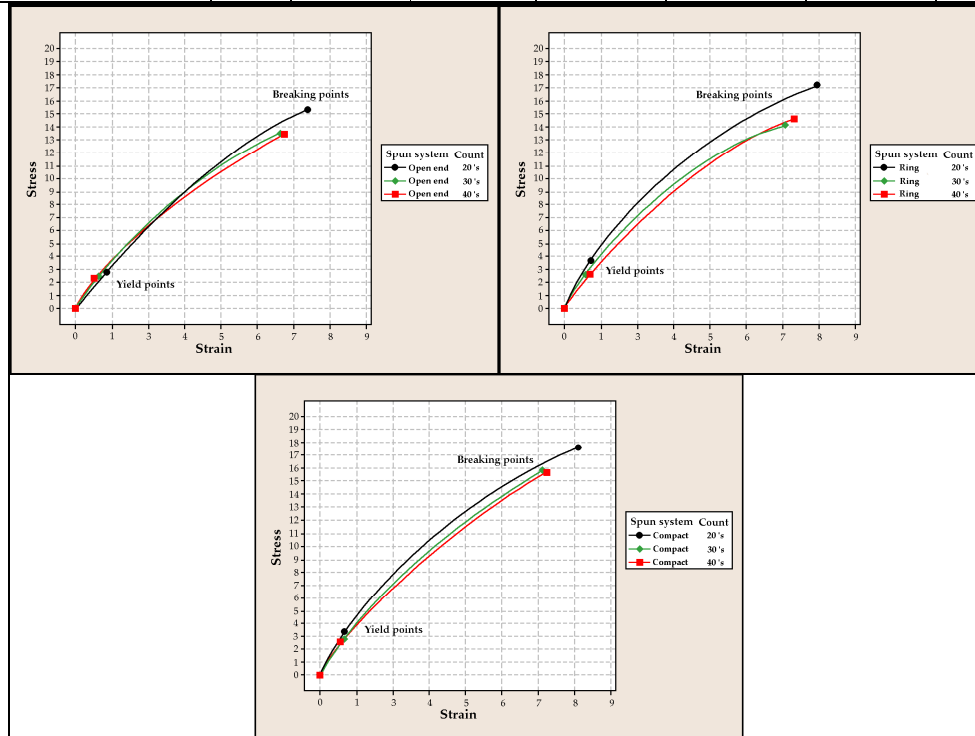 20
19
18
17
16
15
14
13
12
11
10
9
8
7
6
5
4
3
2
1
0
Stress
Breaking points
Yield points
0 1 3 4 5 6 7 8 9
Strain
Spun system Count
Open end 20's
Open end 30's
Open end 40's
20
19
18
17
16
15
14
13
12
11
10
9
8
7
6
5
4
3
2
1
0
Stress
Breaking points
Yield points
0 1 3 4 5 6 7 8 9
Strain
Spun system Count
Ring 20's
Ring 30's
Ring 40's
20
19
18
17
16
15
14
13
12
11
10
9
8
7
6
5
4
3
2
1
0
Stress
Breaking points
Yield points
0 1 3 4 5 6 7 8 9
Strain
Spun system Count
Compact 20's
Compact 30's
Compact 40's